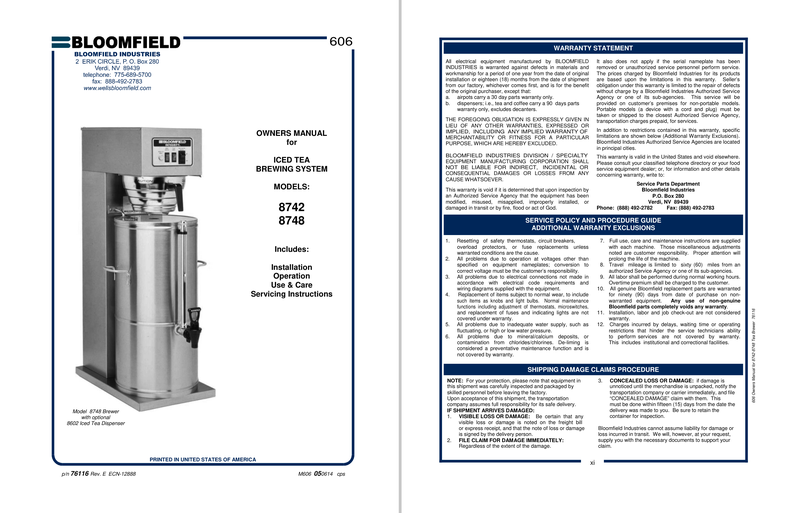 606
BLOOMFIELD
BLOOMFIELD INDUSTRIES
2 ERIK CIRCLE, P. O. Box 280
Verdi, NV 89439
telephone: 775-689-5700
fax: 888-492-2783
www.wellsbloomfield.com
OWNERS MANUAL
for
ICED TEA
BREWING SYSTEM
MODELS:
8742
8748
Includes:
Installation
Operation
Use & Care
Servicing Instructions
Model 8748 Brewer
with optional
8602 Iced Tea Dispenser
PRINTED IN UNITED STATES OF AMERICA
p/n 76116 Rev. E ECN-12888
M606 050614 cps
WARRANTY STATEMENT
All electrical equipment manufactured by BLOOMFIELD
INDUSTRIES is warranted against defects in materials and
workmanship for a period of one year from the date of original
installation or eighteen (18) months from the date of shipment
from our factory, whichever comes first, and is for the benefit
of the original purchaser, except that:
a. airpots carry a 30 day parts warranty only.
b. dispensers; i.e., tea and coffee carry a 90 days parts
warranty only, excludes decanters.
THE FOREGOING OBLIGATION IS EXPRESSLY GIVEN IN
LIEU OF ANY OTHER WARRANTIES, EXPRESSED OR
IMPLIED, INCLUDING ANY IMPLIED WARRANTY OF
MERCHANTABILITY OR FITNESS FOR A PARTICULAR
PURPOSE, WHICH ARE HEREBY EXCLUDED.
BLOOMFIELD INDUSTRIES DIVISION / SPECIALTY
EQUIPMENT MANUFACTURING CORPORATION SHALL
NOT BE LIABLE FOR INDIRECT, INCIDENTAL OR
CONSEQUENTIAL DAMAGES OR LOSSES FROM ANY
CAUSE WHATSOEVER.
This warranty is void if it is determined that upon inspection by
an Authorized Service Agency that the equipment has been
modified, misused, misapplied, improperly installed, or
damaged in transit or by fire, flood or act of God.
It also does not apply if the serial nameplate has been
removed or unauthorized service personnel perform service.
The prices charged by Bloomfield Industries for its products
are based upon the limitations in this warranty. Seller's
obligation under this warranty is limited to the repair of defects
without charge by a Bloomfield Industries Authorized Service
Agency or one of its sub-agencies. This service will be
provided on customer's premises for non-portable models.
Portable models (a device with a cord and plug) must be
taken or shipped to the closest Authorized Service Agency,
transportation charges prepaid, for services.
In addition to restrictions contained in this warranty, specific
limitations are shown below (Additional Warranty Exclusions).
Bloomfield Industries Authorized Service Agencies are located
in principal cities.
This warranty is valid in the United States and void elsewhere.
Please consult your classified telephone directory or your food
service equipment dealer; or, for information and other details
concerning warranty, write to:
Service Parts Department
Bloomfield Industries
P.O. Box 280
Verdi, NV 89439
Phone: (888) 492-2782 Fax: (888) 492-2783
SERVICE POLICY AND PROCEDURE GUIDE
ADDITIONAL WARRANTY EXCLUSIONS
1. Resetting of safety thermostats, circuit breakers,
overload protectors, or fuse replacements unless
warranted conditions are the cause.
2. All problems due to operation at voltages other than
specified on equipment nameplates; conversion to
correct voltage must be the customer's responsibility.
3. All problems due to electrical connections not made in
accordance with electrical code requirements and
wiring diagrams supplied with the equipment.
4. Replacement of items subject to normal wear, to include
such items as knobs and light bulbs. Normal maintenance
functions including adjustment of thermostats, microswitches,
and replacement of fuses and indicating lights are not
covered under warranty.
5. All problems due to inadequate water supply, such as
fluctuating, or high or low water pressure.
6. All problems due to mineral/calcium deposits, or
contamination from chlorides/chlorines. De-liming is
considered a preventative maintenance function and is
not covered by warranty.
7. Full use, care and maintenance instructions are supplied
with each machine. Those miscellaneous adjustments
noted are customer responsibility. Proper attention will
prolong the life of the machine.
8. Travel mileage is limited to sixty (60) miles from an
authorized Service Agency or one of its sub-agencies.
9. All labor shall be performed during normal working hours.
Overtime premium shall be charged to the customer.
10. All genuine Bloomfield replacement parts are warranted
for ninety (90) days from date of purchase on non-
warranted equipment. Any use of non-genuine
Bloomfield parts completely voids any warranty.
11. Installation, labor and job check-out are not considered
warranty.
12. Charges incurred by delays, waiting time or operating
restrictions that hinder the service technicians ability
to perform services are not covered by warranty.
This includes institutional and correctional facilities.
SHIPPING DAMAGE CLAIMS PROCEDURE
NOTE: For your protection, please note that equipment in
this shipment was carefully inspected and packaged by
skilled personnel before leaving the factory.
Upon acceptance of this shipment, the transportation
company assumes full responsibility for its safe delivery.
IF SHIPMENT ARRIVES DAMAGED:
1. VISIBLE LOSS OR DAMAGE: Be certain that any
visible loss or damage is noted on the freight bill
or express receipt, and that the note of loss or damage
is signed by the delivery person.
2. FILE CLAIM FOR DAMAGE IMMEDIATELY:
Regardless of the extent of the damage.
3. CONCEALED LOSS OR DAMAGE: if damage is
unnoticed until the merchandise is unpacked, notify the
transportation company or carrier immediately, and file
"CONCEALED DAMAGE" claim with them. This
must be done within fifteen (15) days from the date the
delivery was made to you. Be sure to retain the
container for inspection.
Bloomfield Industries cannot assume liability for damage or
loss incurred in transit. We will, however, at your request,
supply you with the necessary documents to support your
claim.
xi
606 Owners Manual for 8742-8748 Tea Brewer 76116